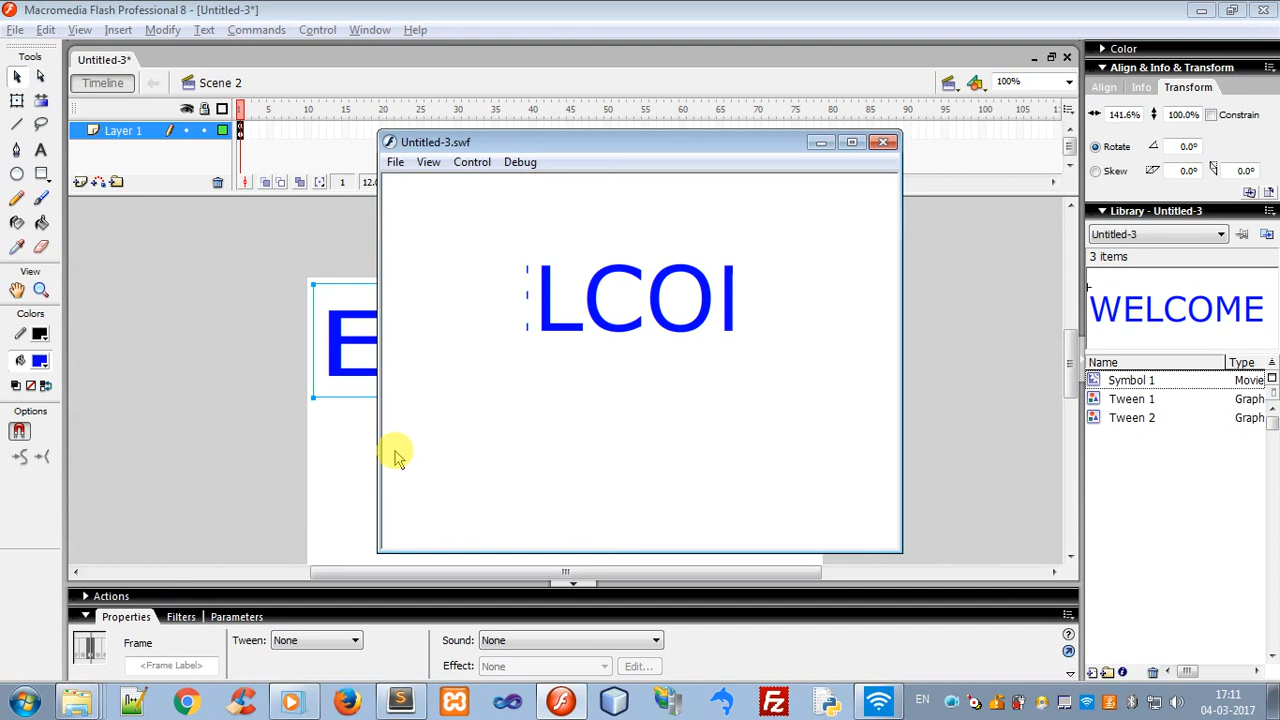 Macromedia Flash Professional 8 - [Untitled-3*]
File Edit View Insert Modify Text Commands Control Window Help
Tools
View
Colors
Options
Untitled-3*
Timeline
Scene 2
100%
1 5 10 15 20 25 30 35 40 45 50 55 60 65 70 75 80 85 90 95 100 105
Layer 1
1 12.0
E
Untitled-3.swf
File View Control Debug
LCOI
Actions
Properties Filters Parameters
Frame
<Frame Label>
Tween: None
Sound: None
Effect: None Edit...
Color
Align & Info & Transform
Align Info Transform
141.6% 100.0% Constrain
Rotate 0.0°
Skew 0.0° 0.0°
Library - Untitled-3
Untitled-3
3 items
WELCOME
Name Type
Symbol 1 Movie
Tween 1 Graph
Tween 2 Graph
EN
17:11
04-03-2017